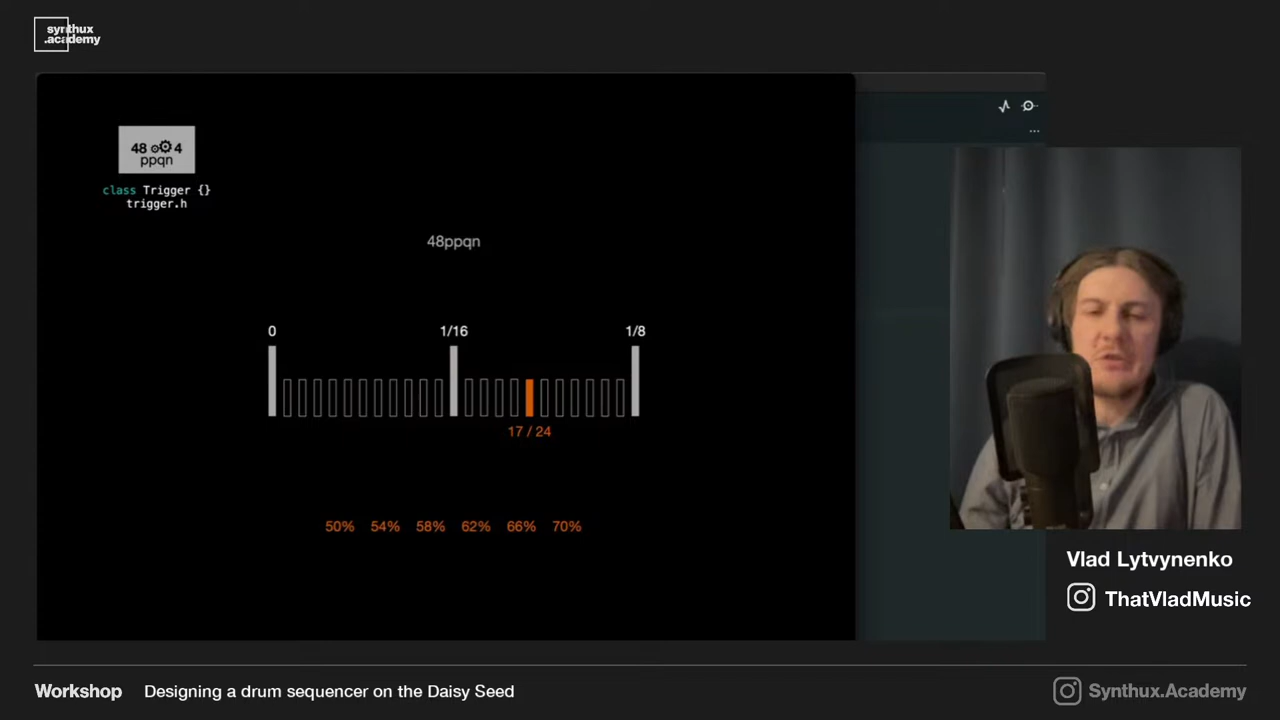 synthux
.academy
48 4
ppqn
class Trigger {}
trigger.h
48ppqn
0 1/16 1/8
17 / 24
50% 54% 58% 62% 66% 70%
...
Vlad Lytvynenko
ThatVladMusic
Workshop Designing a drum sequencer on the Daisy Seed
Synthux.Academy